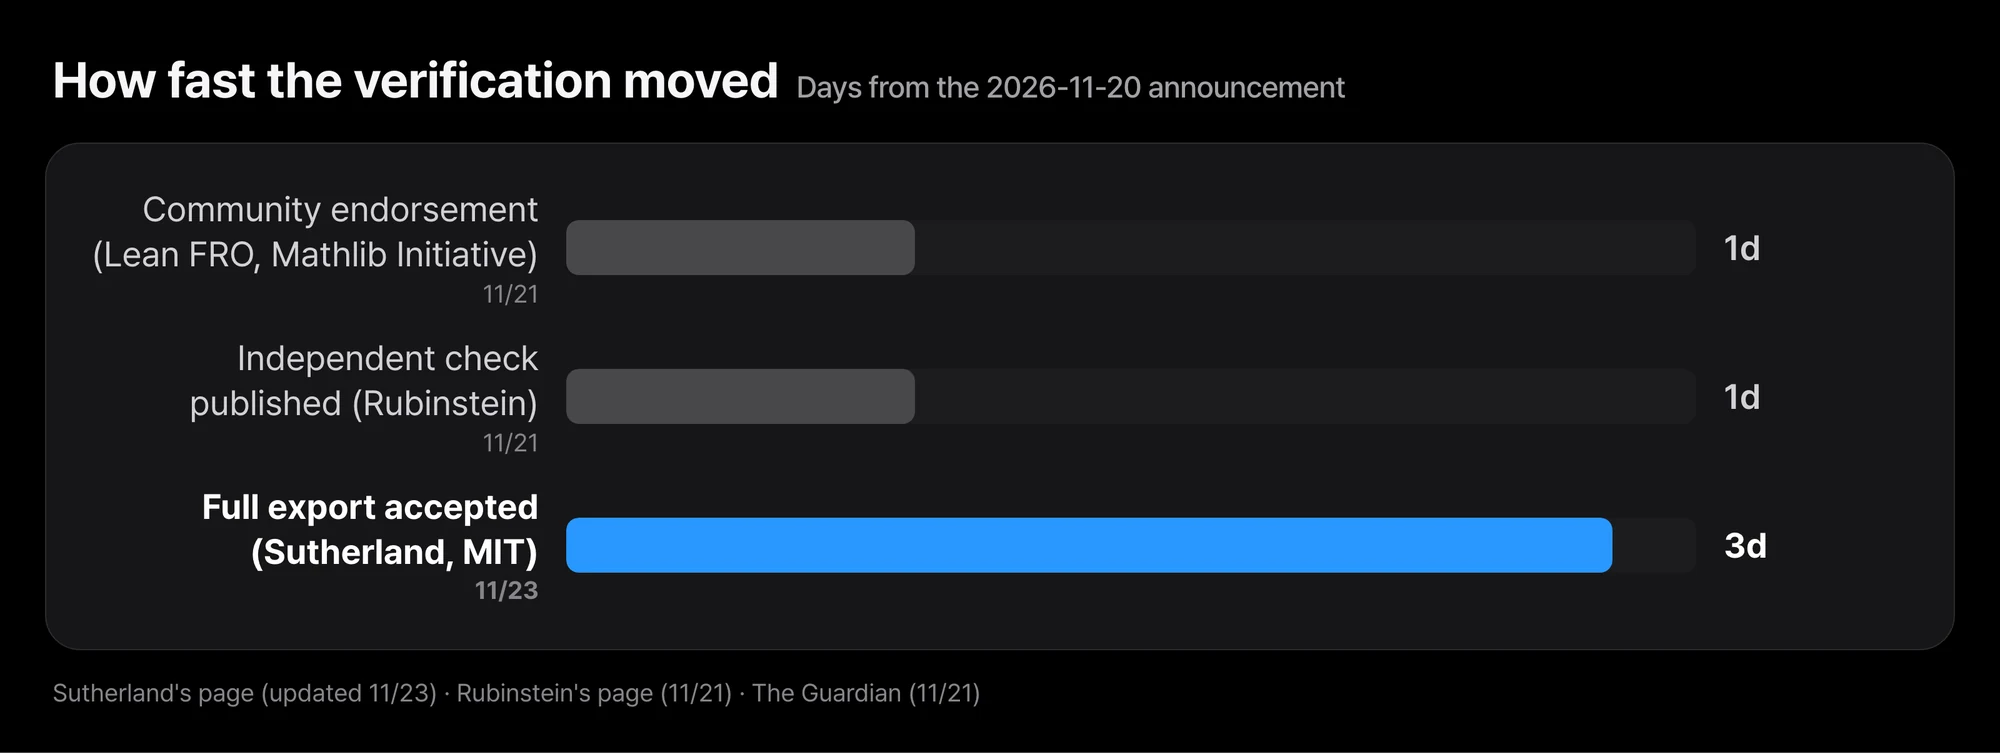 How fast the verification moved Days from the 2026-11-20 announcement
Community endorsement
(Lean FRO, Mathlib Initiative)
11/21
1d
Independent check
published (Rubinstein)
11/21
1d
Full export accepted
(Sutherland, MIT)
11/23
3d
Sutherland's page (updated 11/23) · Rubinstein's page (11/21) · The Guardian (11/21)